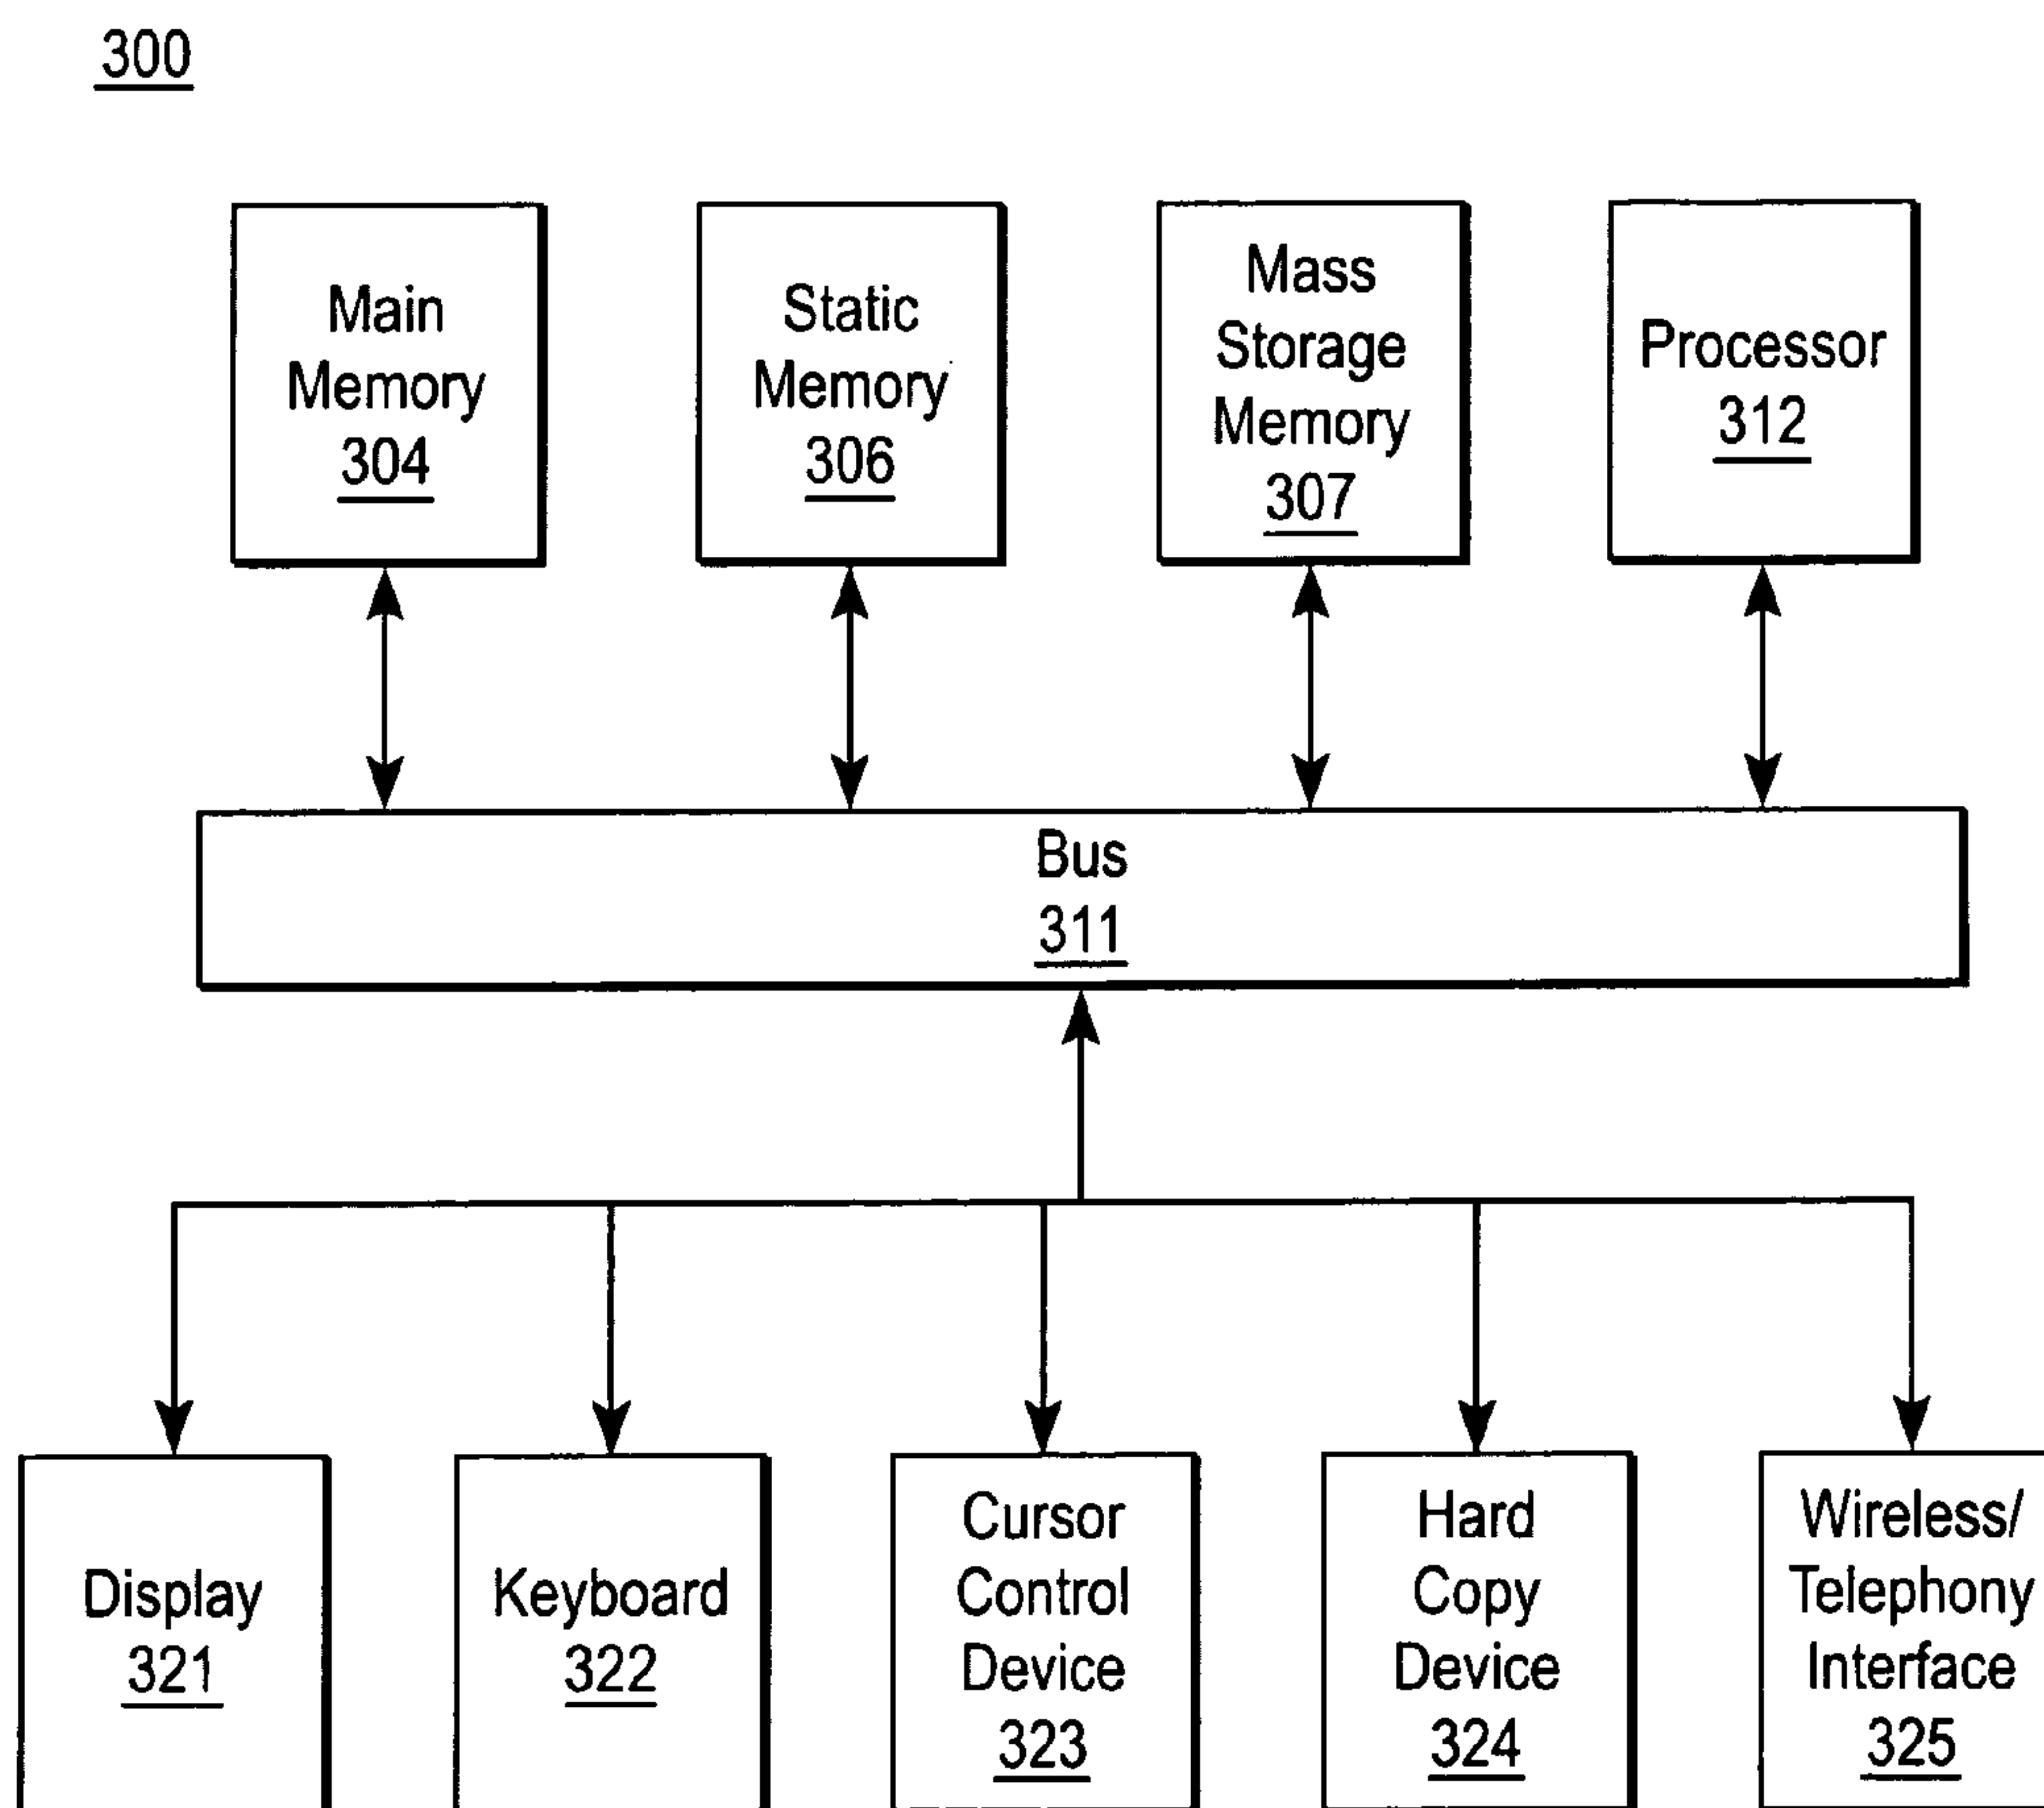 300
Main
Memory
304
Static
Memory
306
Mass
Storage
Memory
307
Processor
312
Bus
311
Display
321
Keyboard
322
Cursor
Control
Device
323
Hard
Copy
Device
324
Wireless/
Telephony
Interface
325